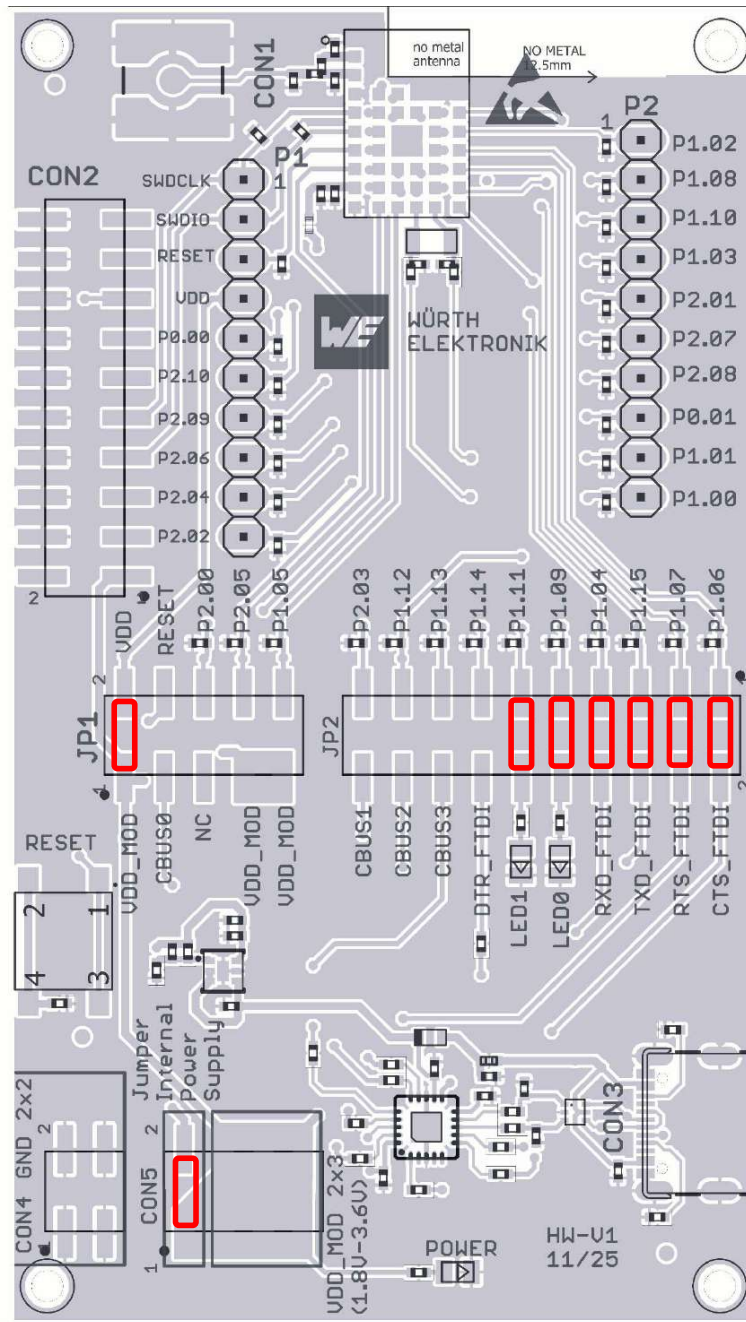 no metal
antenna
NO METAL
12.5mm
CON1
P1
1
P2
1
CON2
SWDCLK
SWDIO
RESET
VDD
P0.00
P2.10
P2.09
P2.06
P2.04
P2.02
P1.02
P1.08
P1.10
P1.03
P2.01
P2.07
P2.08
P0.01
P1.01
P1.00
WE
WÜRTH
ELEKTRONIK
2
1
VDD
RESET
P2.00
P2.05
P1.05
P2.03
P1.12
P1.13
P1.14
P1.11
P1.09
P1.04
P1.15
P1.07
P1.06
2
JP1
1
JP2
1
2
VDD_MOD
CBUS0
NC
VDD_MOD
VDD_MOD
CBUS1
CBUS2
CBUS3
DTR_FTDI
LED1
LED0
RXD_FTDI
TXD_FTDI
RTS_FTDI
CTS_FTDI
RESET
2
1
4
3
Jumper
Internal
Power
Supply
GND 2x2
CON4
2
1
CON5
2
1
VDD_MOD 2x3
(1.8V-3.6V)
CON3
POWER
HW-V1
11/25